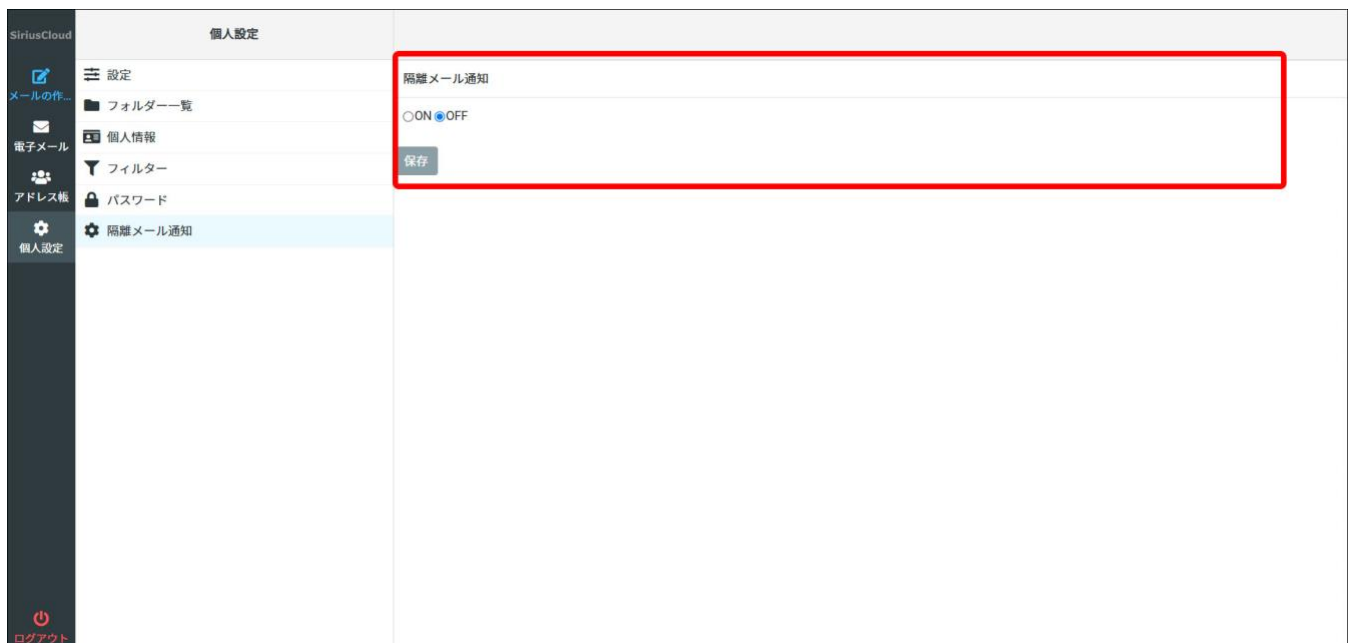 SiriusCloud
メールの作...
電子メール
アドレス帳
個人設定
ログアウト
個人設定
設定
フォルダー一覧
個人情報
フィルター
パスワード
隔離メール通知
隔離メール通知
ON OFF
保存